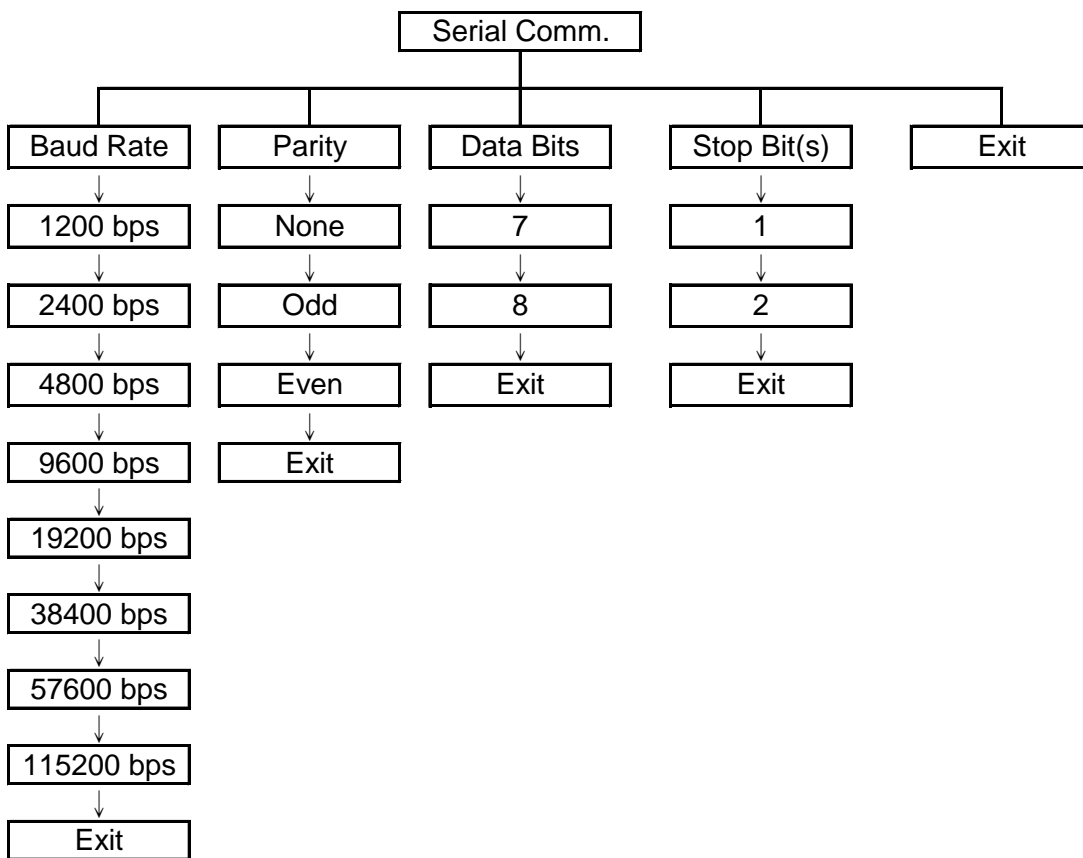 Serial Comm.
Baud Rate
Parity
Data Bits
Stop Bit(s)
Exit
1200 bps
None
7
1
2400 bps
Odd
8
2
4800 bps
Even
Exit
Exit
9600 bps
Exit
19200 bps
38400 bps
57600 bps
115200 bps
Exit